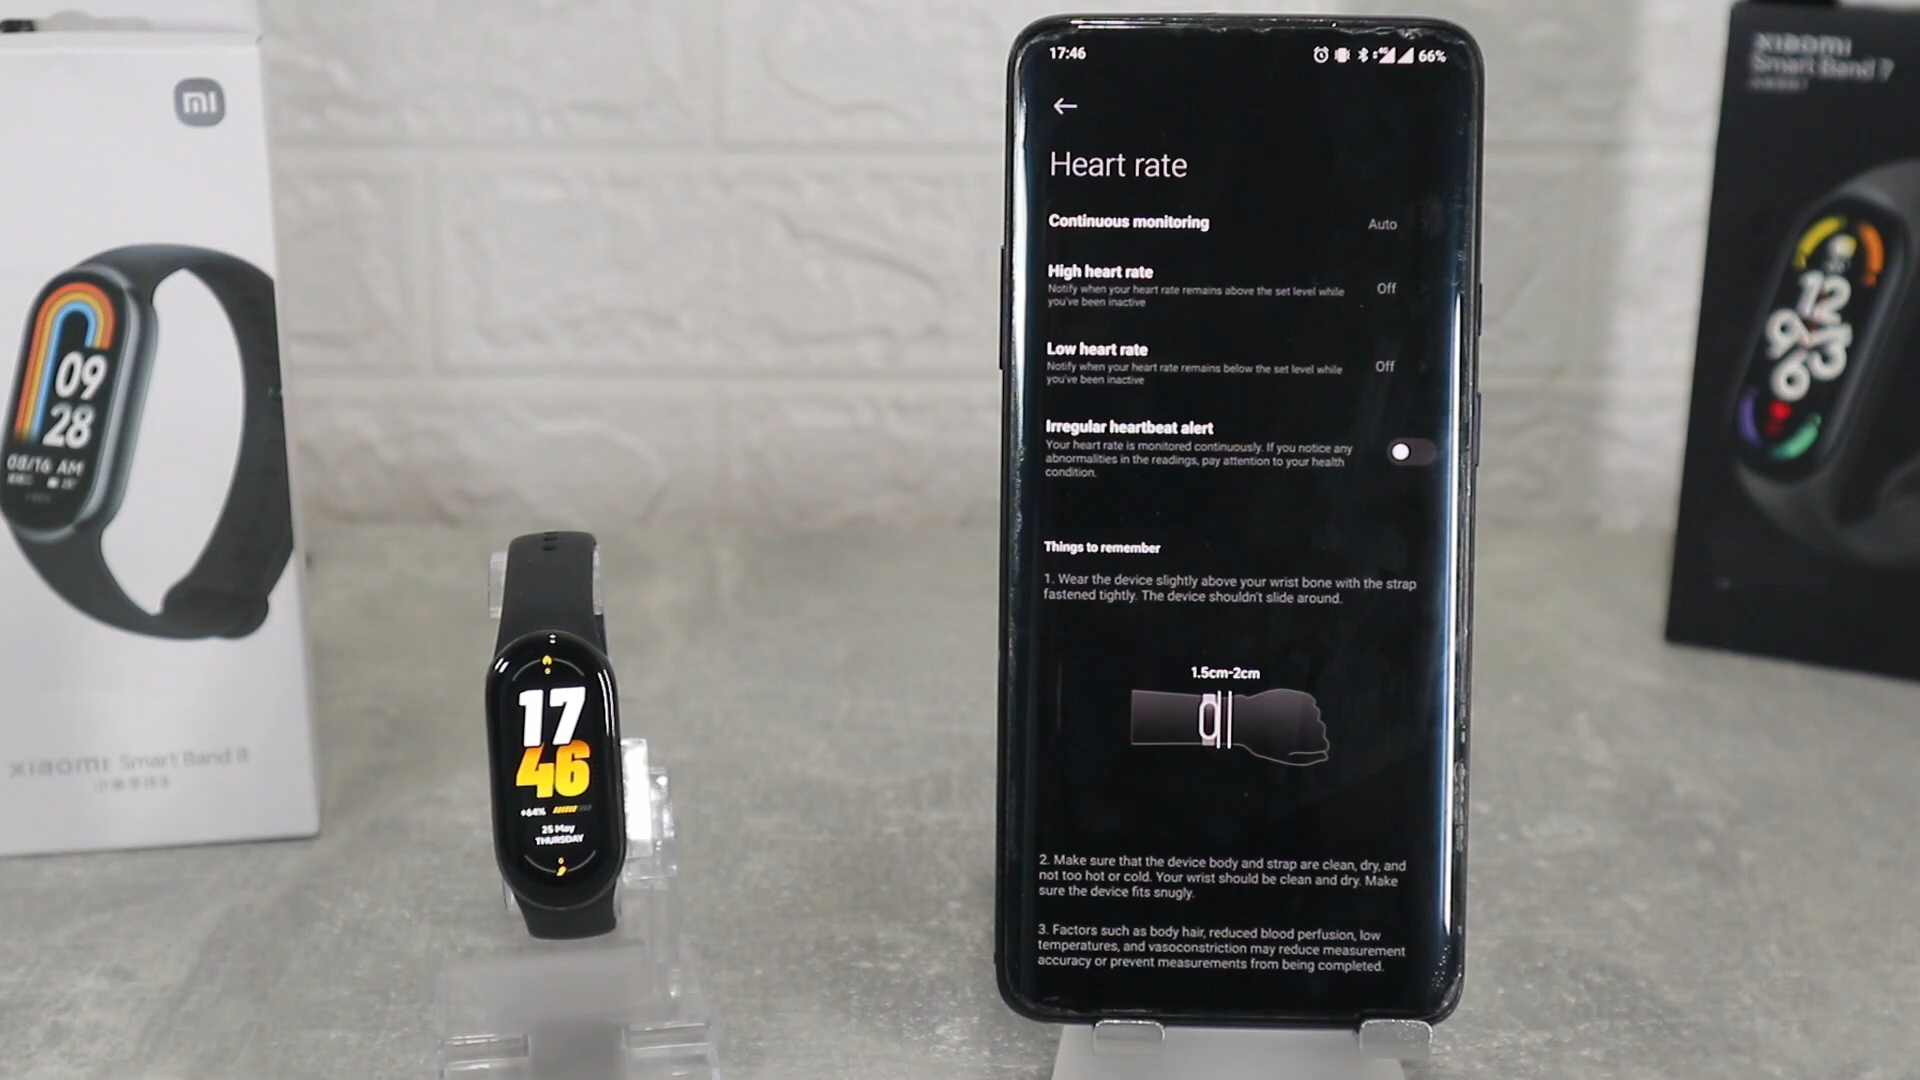 mi
09
28
08/16 AM
xiaomi Smart Band 8
17
46
+64%
25 May
THURSDAY
17:46
66%
Heart rate
Continuous monitoring
Auto
High heart rate
Notify when your heart rate remains above the set level while
you've been inactive
Off
Low heart rate
Notify when your heart rate remains below the set level while
you've been inactive
Off
Irregular heartbeat alert
Your heart rate is monitored continuously. If you notice any
abnormalities in the readings, pay attention to your health
condition.
Things to remember
1. Wear the device slightly above your wrist bone with the strap
fastened tightly. The device shouldn't slide around.
1.5cm-2cm
2. Make sure that the device body and strap are clean, dry, and
not too hot or cold. Your wrist should be clean and dry. Make
sure the device fits snugly.
3. Factors such as body hair, reduced blood perfusion, low
temperatures, and vasoconstriction may reduce measurement
accuracy or prevent measurements from being completed.
xiaomi
Smart Band 7
12
9 3
6